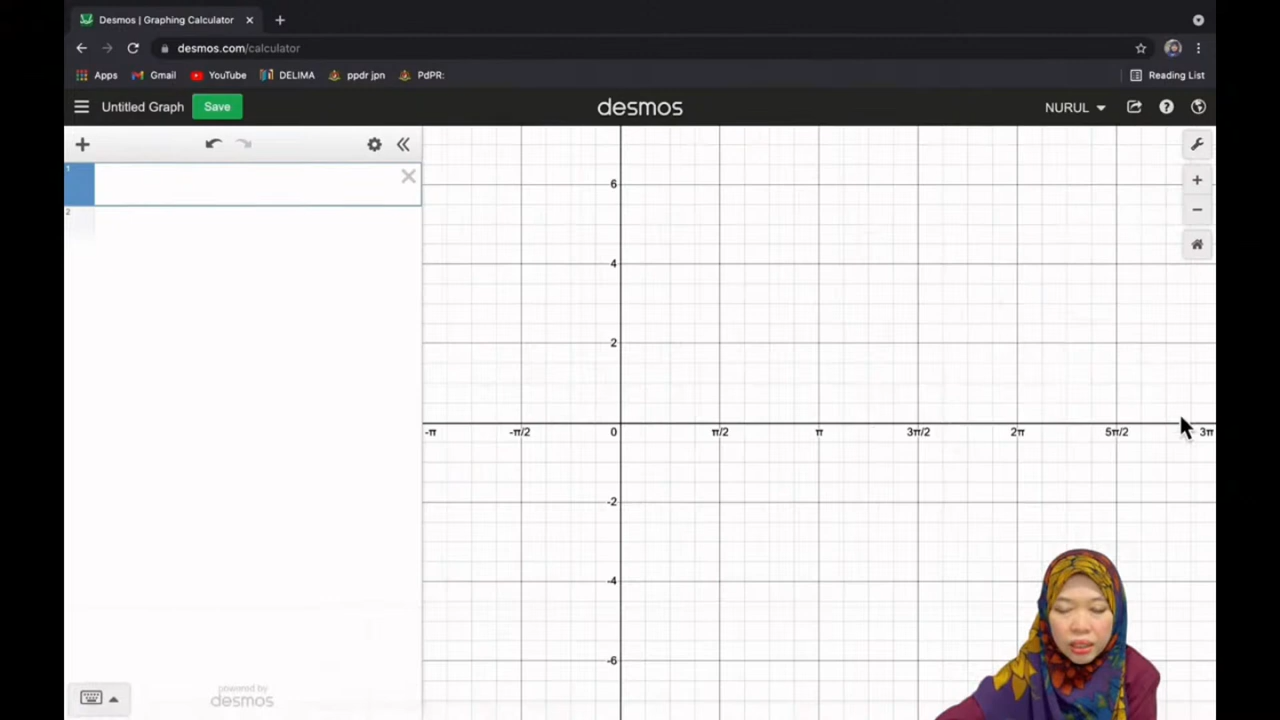 Desmos | Graphing Calculator
desmos.com/calculator
Apps Gmail YouTube DELIMA ppdr jpn PdPR: Reading List
Untitled Graph Save desmos NURUL
1
2
6
4
2
-π -π/2 0 π/2 π 3π/2 2π 5π/2 3π
-2
-4
-6
powered by
desmos